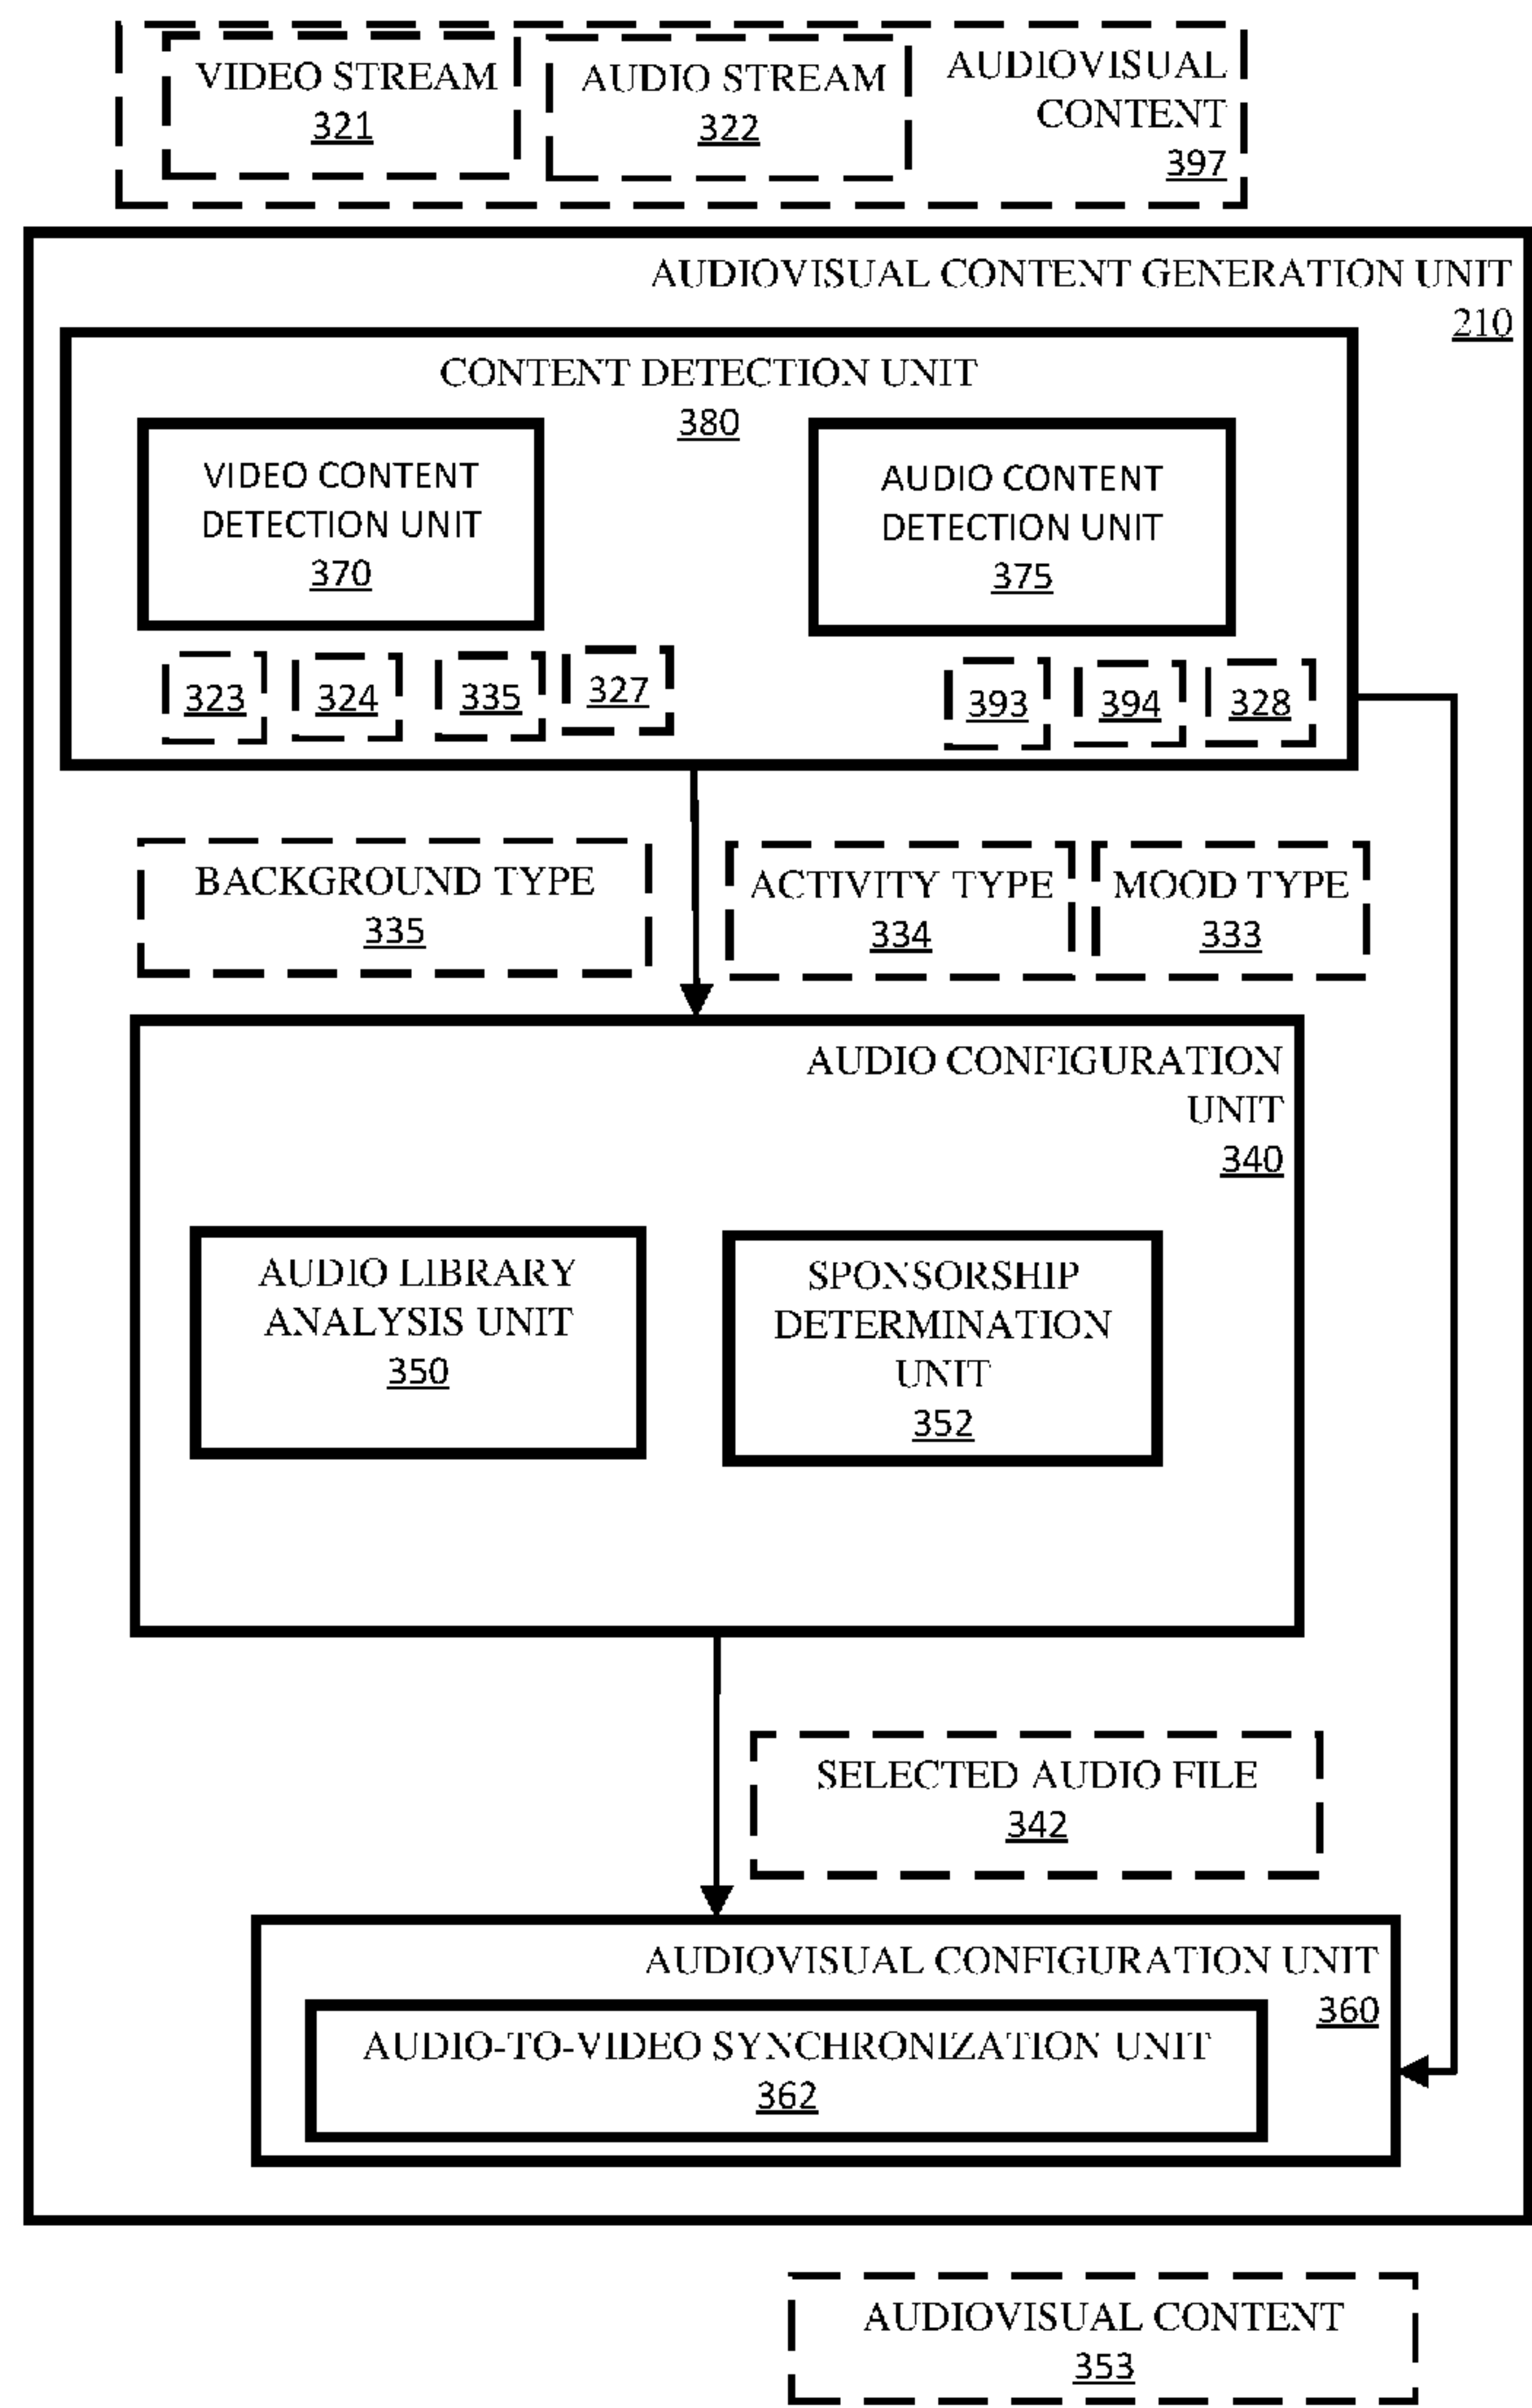 VIDEO STREAM
321
AUDIO STREAM
322
AUDIOVISUAL
CONTENT
397
AUDIOVISUAL CONTENT GENERATION UNIT
210
CONTENT DETECTION UNIT
380
VIDEO CONTENT
DETECTION UNIT
370
AUDIO CONTENT
DETECTION UNIT
375
323
324
335
327
393
394
328
BACKGROUND TYPE
335
ACTIVITY TYPE
334
MOOD TYPE
333
AUDIO CONFIGURATION
UNIT
340
AUDIO LIBRARY
ANALYSIS UNIT
350
SPONSORSHIP
DETERMINATION
UNIT
352
SELECTED AUDIO FILE
342
AUDIOVISUAL CONFIGURATION UNIT
360
AUDIO-TO-VIDEO SYNCHRONIZATION UNIT
362
AUDIOVISUAL CONTENT
353